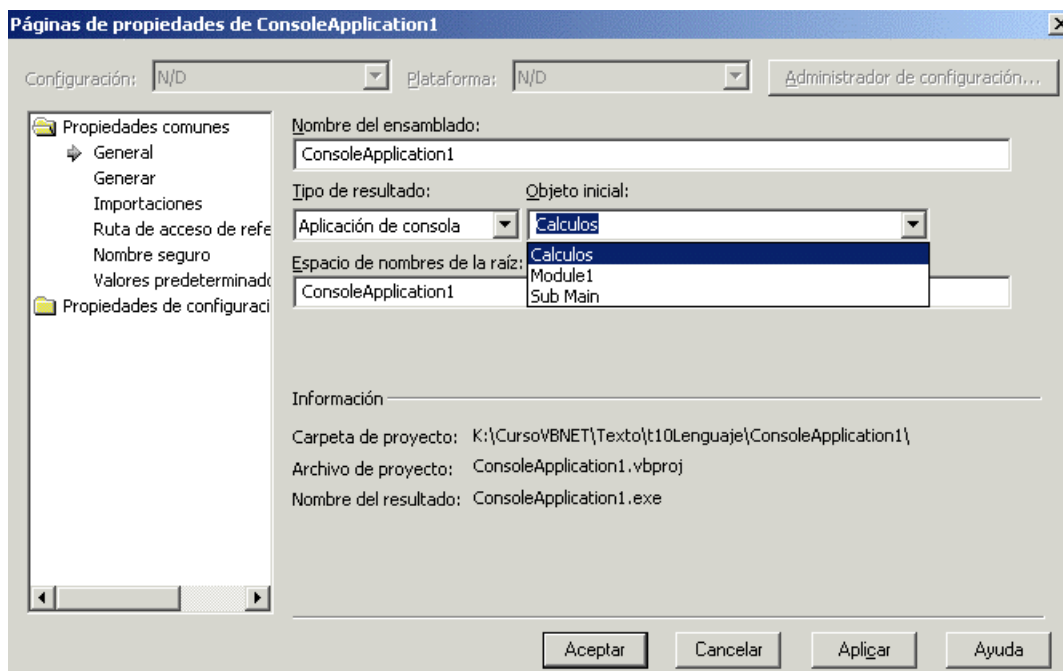 Páginas de propiedades de ConsoleApplication1
Configuración: N/D Plataforma: N/D Administrador de configuración...
Propiedades comunes
General
Generar
Importaciones
Ruta de acceso de refe
Nombre seguro
Valores predeterminado
Propiedades de configuraci
Nombre del ensamblado:
ConsoleApplication1
Tipo de resultado: Objeto inicial:
Aplicación de consola Calculos
Calculos
Module1
Sub Main
Espacio de nombres de la raíz:
ConsoleApplication1
Información
Carpeta de proyecto: K:\CursoVBNET\Texto\t10Lenguaje\ConsoleApplication1\
Archivo de proyecto: ConsoleApplication1.vbproj
Nombre del resultado: ConsoleApplication1.exe
Aceptar Cancelar Aplicar Ayuda